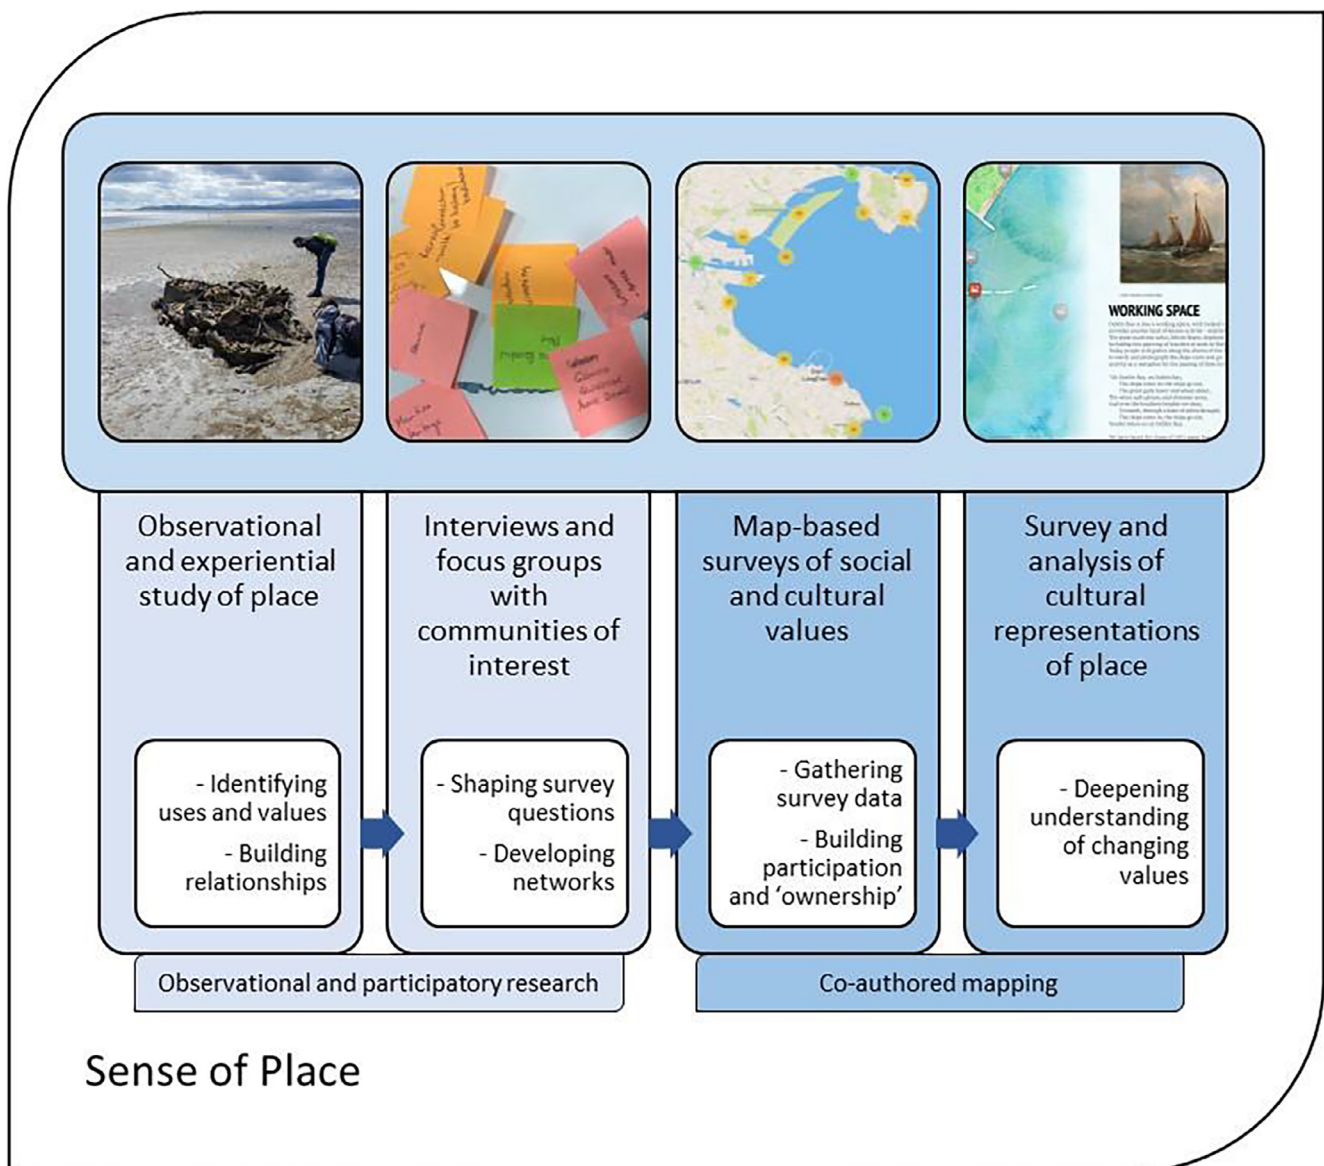 WORKING SPACE
Observational
and experiential
study of place
Interviews and
focus groups
with
communities of
interest
Map-based
surveys of social
and cultural
values
Survey and
analysis of
cultural
representations
of place
- Identifying
uses and values
- Building
relationships
- Shaping survey
questions
- Developing
networks
- Gathering
survey data
- Building
participation
and ‘ownership’
- Deepening
understanding
of changing
values
Observational and participatory research
Co-authored mapping
Sense of Place